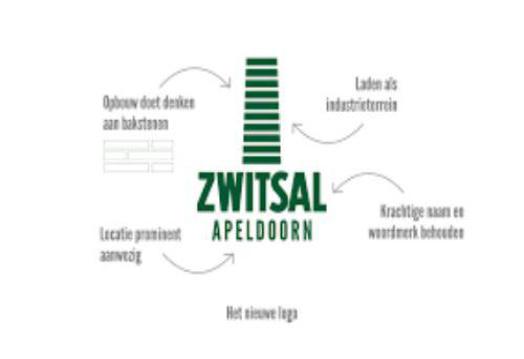 Opbouw doet denken
aan bakstenen
Laden als
industrieterrein
ZWITSAL
APELDOORN
Krachtige naam en
woordmerk behouden
Locatie prominent
aanwezig
Het nieuwe logo